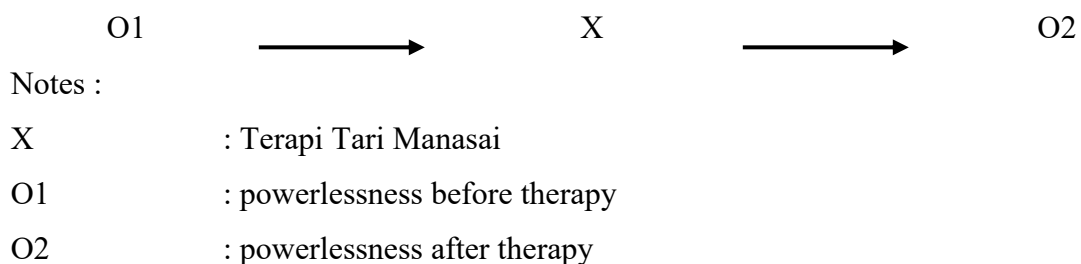 O1 X O2
Notes :
X : Terapi Tari Manasai
O1 : powerlessness before therapy
O2 : powerlessness after therapy